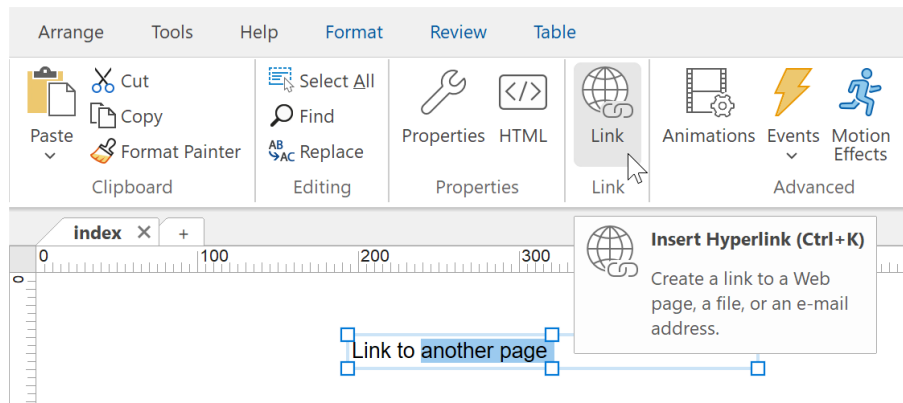 Arrange Tools Help Format Review Table
Cut
Select All
Copy
Find
Paste
Properties HTML Link Animations Events Motion
Effects
Format Painter
AB
AC Replace
Clipboard Editing Properties Link Advanced
index +
0 100 200 300
Insert Hyperlink (Ctrl+K)
Create a link to a Web
page, a file, or an e-mail
address.
0
Link to another page